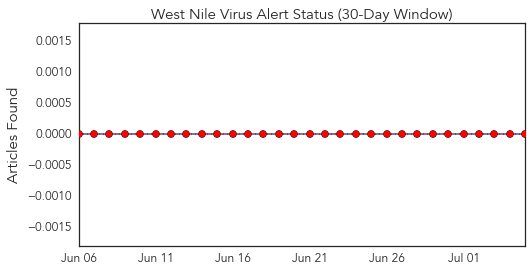 West Nile Virus Alert Status (30-Day Window)
Articles Found
0.0015
0.0010
0.0005
0.0000
−0.0005
−0.0010
−0.0015
Jun 06 Jun 11 Jun 16 Jun 21 Jun 26 Jul 01